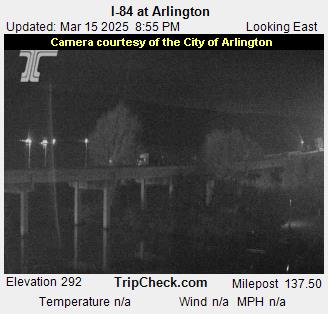 I-84 at Arlington
Updated: Mar 15 2025 8:55 PM Looking East
Camera courtesy of the City of Arlington
Elevation 292 TripCheck.com Milepost 137.50
Temperature n/a Wind n/a MPH n/a